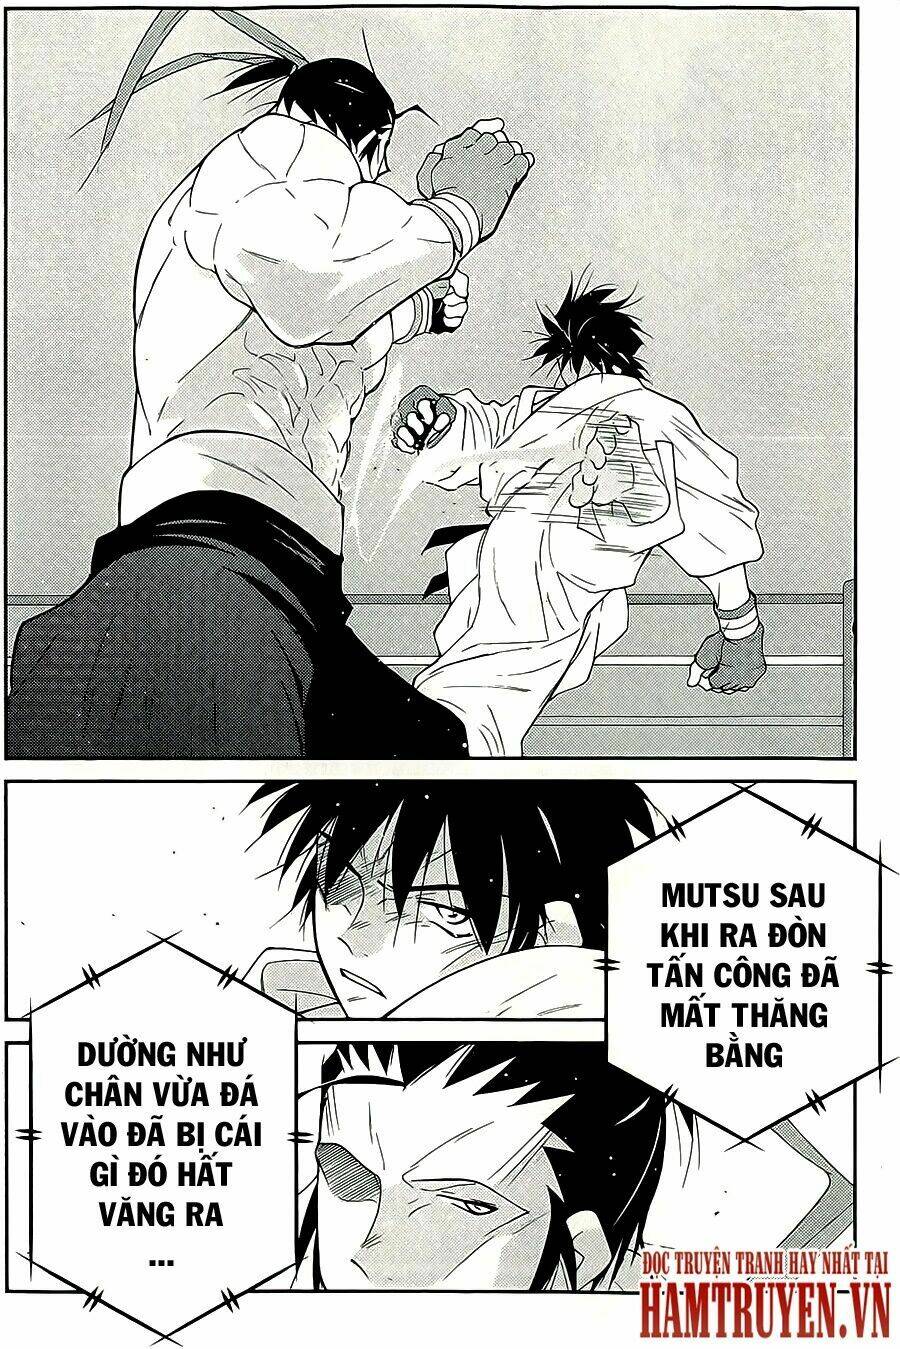 MUTSU SAU
KHI RA ĐÒN
TẤN CÔNG ĐÃ
MẤT THĂNG
BẰNG
DƯỜNG NHƯ
CHÂN VỪA ĐÁ
VÀO ĐÃ BỊ CÁI
GÌ ĐÓ HẤT
VĂNG RA
...
ĐỌC TRUYỆN TRANH HAY NHẤT TẠI
HAMTRUYEN.VN